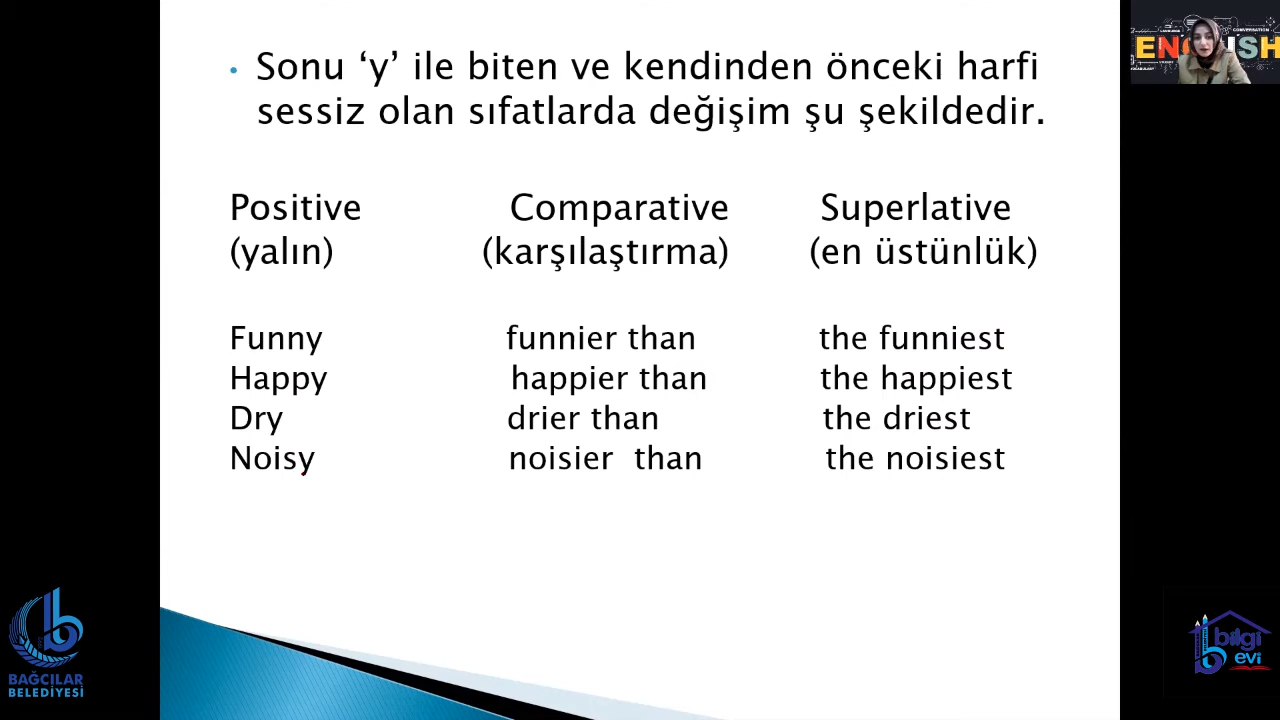 • Sonu ‘y’ ile biten ve kendinden önceki harfi
sessiz olan sıfatlarda değişim şu şekildedir.
Positive Comparative Superlative
(yalın) (karşılaştırma) (en üstünlük)
Funny funnier than the funniest
Happy happier than the happiest
Dry drier than the driest
Noisy noisier than the noisiest
CONVERSATION
ENGLISH
BAĞCILAR
BELEDİYESİ
bilgi
evi